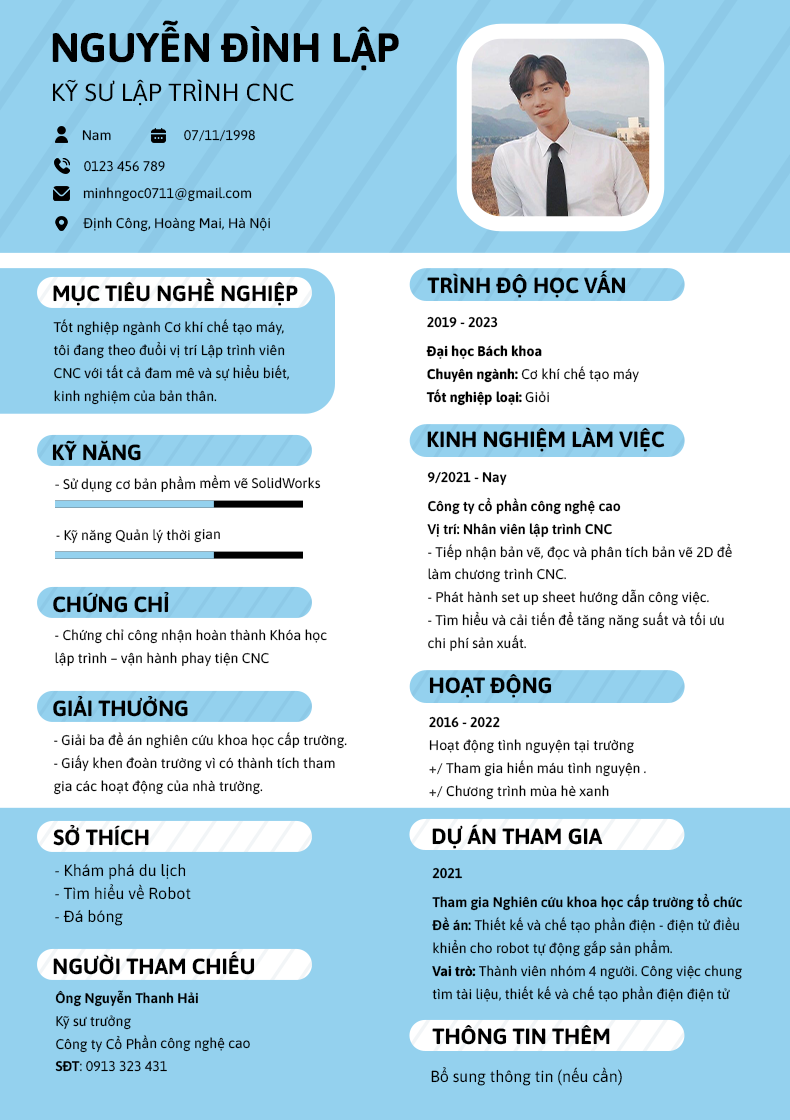 NGUYỄN ĐÌNH LẬP
KỸ SƯ LẬP TRÌNH CNC
Nam 07/11/1998
0123 456 789
minhngoc0711@gmail.com
Định Công, Hoàng Mai, Hà Nội
MỤC TIÊU NGHỀ NGHIỆP
Tốt nghiệp ngành Cơ khí chế tạo máy,
tôi đang theo đuổi vị trí Lập trình viên
CNC với tất cả đam mê và sự hiểu biết,
kinh nghiệm của bản thân.
KỸ NĂNG
- Sử dụng cơ bản phầm mềm vẽ SolidWorks
- Kỹ năng Quản lý thời gian
CHỨNG CHỈ
- Chứng chỉ công nhận hoàn thành Khóa học
lập trình – vận hành phay tiện CNC
GIẢI THƯỞNG
- Giải ba đề án nghiên cứu khoa học cấp trường.
- Giấy khen đoàn trường vì có thành tích tham
gia các hoạt động của nhà trường.
SỞ THÍCH
- Khám phá du lịch
- Tìm hiểu về Robot
- Đá bóng
NGƯỜI THAM CHIẾU
Ông Nguyễn Thanh Hải
Kỹ sư trưởng
Công ty Cổ Phần công nghệ cao
SĐT: 0913 323 431
TRÌNH ĐỘ HỌC VẤN
2019 - 2023
Đại học Bách khoa
Chuyên ngành: Cơ khí chế tạo máy
Tốt nghiệp loại: Giỏi
KINH NGHIỆM LÀM VIỆC
9/2021 - Nay
Công ty cổ phần công nghệ cao
Vị trí: Nhân viên lập trình CNC
- Tiếp nhận bản vẽ, đọc và phân tích bản vẽ 2D để
làm chương trình CNC.
- Phát hành set up sheet hướng dẫn công việc.
- Tìm hiểu và cải tiến để tăng năng suất và tối ưu
chi phí sản xuất.
HOẠT ĐỘNG
2016 - 2022
Hoạt động tình nguyện tại trường
+/ Tham gia hiến máu tình nguyện .
+/ Chương trình mùa hè xanh
DỰ ÁN THAM GIA
2021
Tham gia Nghiên cứu khoa học cấp trường tổ chức
Đề án: Thiết kế và chế tạo phần điện - điện tử điều
khiển cho robot tự động gắp sản phẩm.
Vai trò: Thành viên nhóm 4 người. Công việc chung
tìm tài liệu, thiết kế và chế tạo phần điện điện tử
THÔNG TIN THÊM
Bổ sung thông tin (nếu cần)